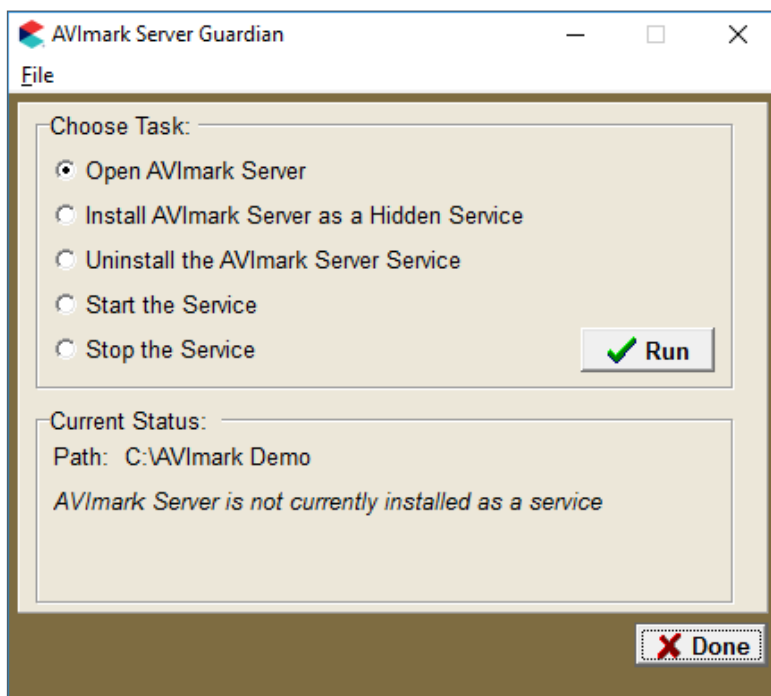 AVImark Server Guardian
File
Choose Task:
Open AVImark Server
Install AVImark Server as a Hidden Service
Uninstall the AVImark Server Service
Start the Service
Stop the Service
Run
Current Status:
Path: C:\AVImark Demo
AVImark Server is not currently installed as a service
Done